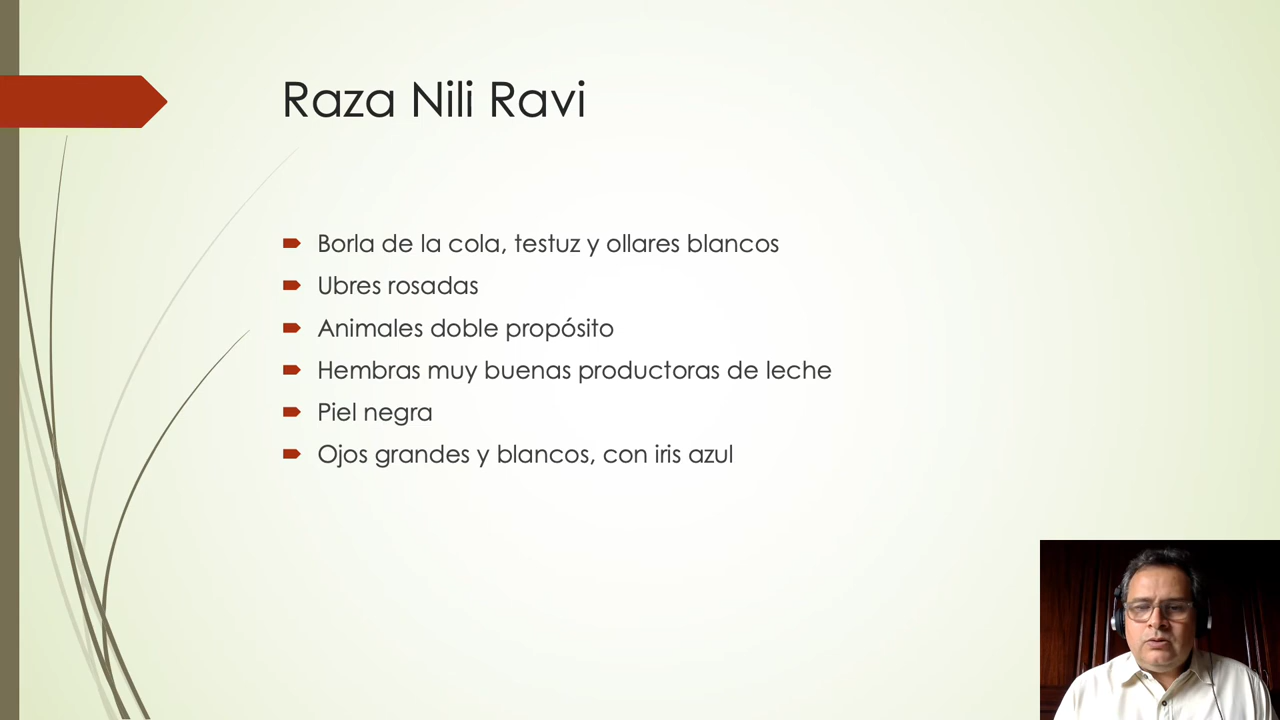 Raza Nili Ravi
Borla de la cola, testuz y ollares blancos
Ubres rosadas
Animales doble propósito
Hembras muy buenas productoras de leche
Piel negra
Ojos grandes y blancos, con iris azul